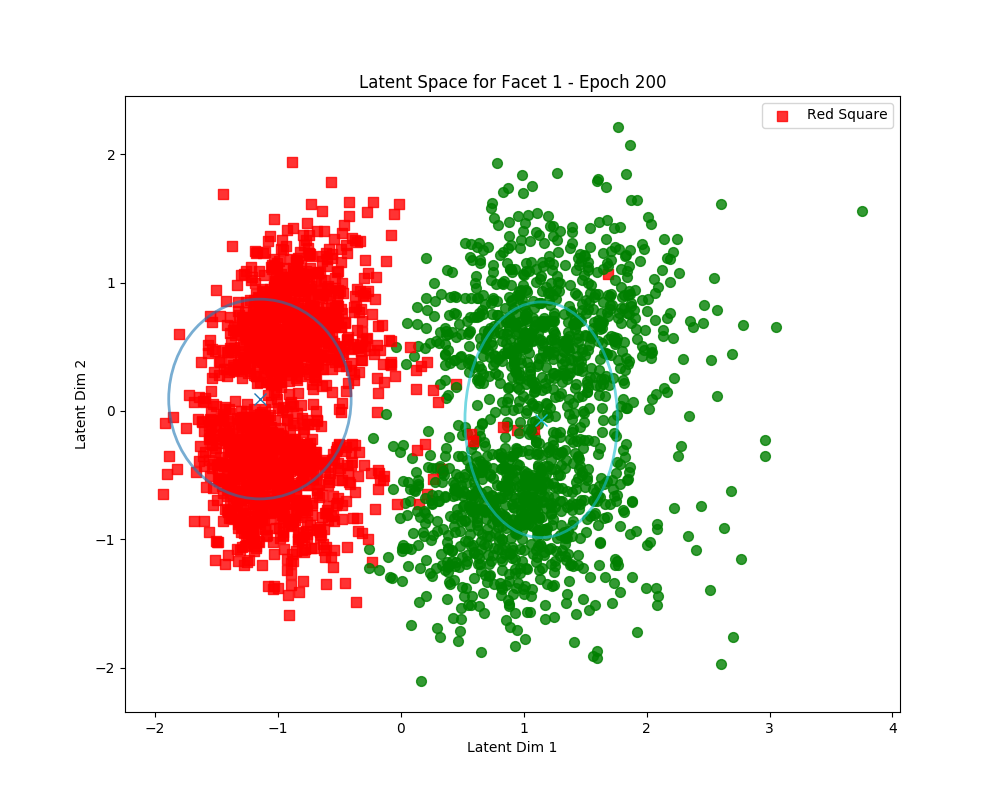 Latent Space for Facet 1 - Epoch 200
Red Square
2
1
0
−1
−2
Latent Dim 2
−2 −1 0 1 2 3 4
Latent Dim 1